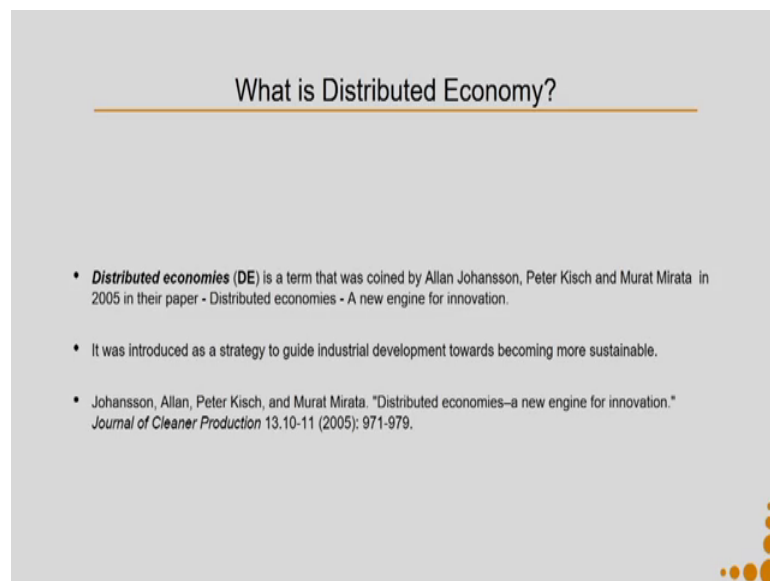 What is Distributed Economy?
• Distributed economies (DE) is a term that was coined by Allan Johansson, Peter Kisch and Murat Mirata in
2005 in their paper - Distributed economies - A new engine for innovation.
• It was introduced as a strategy to guide industrial development towards becoming more sustainable.
• Johansson, Allan, Peter Kisch, and Murat Mirata. "Distributed economies–a new engine for innovation."
Journal of Cleaner Production 13.10-11 (2005): 971-979.